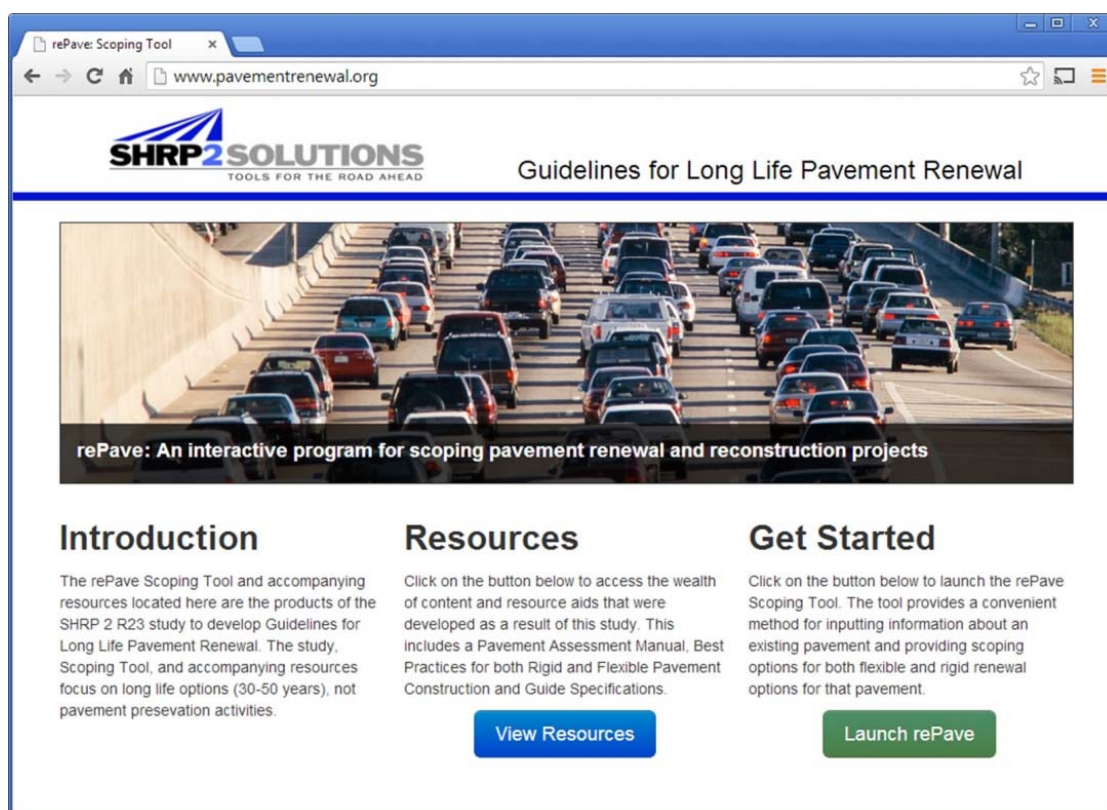 rePave: Scoping Tool
www.pavementrenewal.org
SHRP2SOLUTIONS
TOOLS FOR THE ROAD AHEAD
Guidelines for Long Life Pavement Renewal
rePave: An interactive program for scoping pavement renewal and reconstruction projects
Introduction
The rePave Scoping Tool and accompanying
resources located here are the products of the
SHRP 2 R23 study to develop Guidelines for
Long Life Pavement Renewal. The study,
Scoping Tool, and accompanying resources
focus on long life options (30-50 years), not
pavement presevation activities.
Resources
Click on the button below to access the wealth
of content and resource aids that were
developed as a result of this study. This
includes a Pavement Assessment Manual, Best
Practices for both Rigid and Flexible Pavement
Construction and Guide Specifications.
View Resources
Get Started
Click on the button below to launch the rePave
Scoping Tool. The tool provides a convenient
method for inputting information about an
existing pavement and providing scoping
options for both flexible and rigid renewal
options for that pavement.
Launch rePave